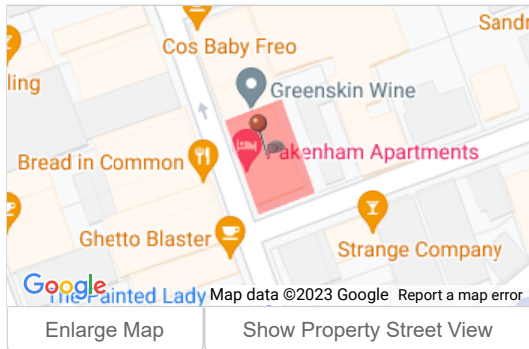 Sandr
Cos Baby Freo
ling
Greenskin Wine
Pakenham Apartments
Bread in Common
Ghetto Blaster
Strange Company
Google
The Painted Lady
Map data ©2023 Google
Report a map error
Enlarge Map
Show Property Street View